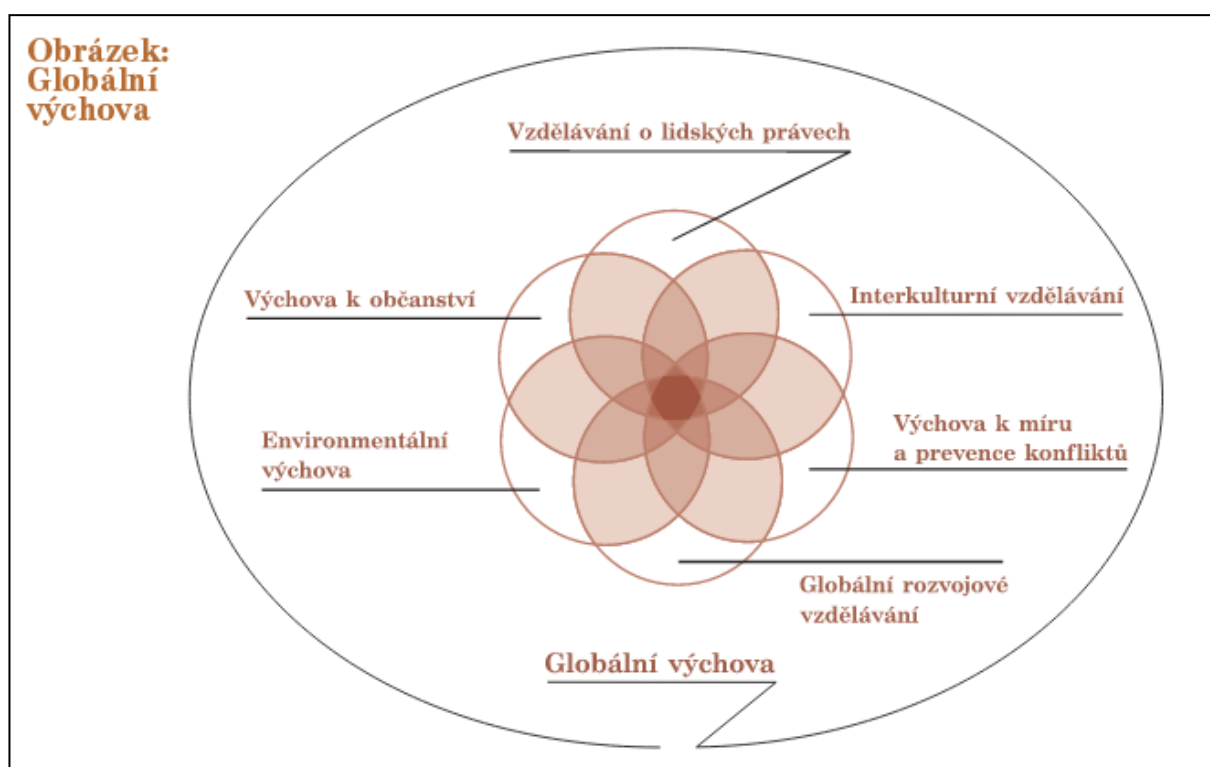 Obrázek:
Globální
výchova
Vzdělávání o lidských právech
Výchova k občanství
Interkulturní vzdělávání
Environmentální
výchova
Výchova k míru
a prevence konfliktů
Globální rozvojové
vzdělávání
Globální výchova